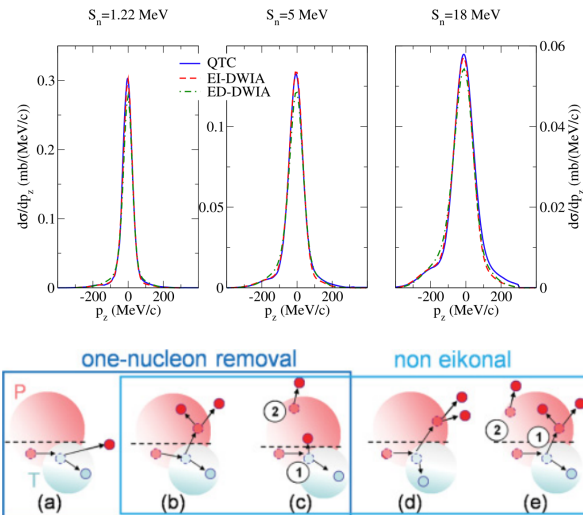 S_n=1.22 MeV S_n=5 MeV S_n=18 MeV
QTC
EI-DWIA
ED-DWIA
dσ/dp_z (mb/(MeV/c))
0.3
0.2
0.1
0
0.1
0.05
0
0.06
0.04
0.02
0
dσ/dp_z (mb/(MeV/c))
-200 0 200
-200 0 200
-400 -200 0 200
p_z (MeV/c) p_z (MeV/c) p_z (MeV/c)
one-nucleon removal non eikonal
P
T
2
1
2
1
(a) (b) (c) (d) (e)